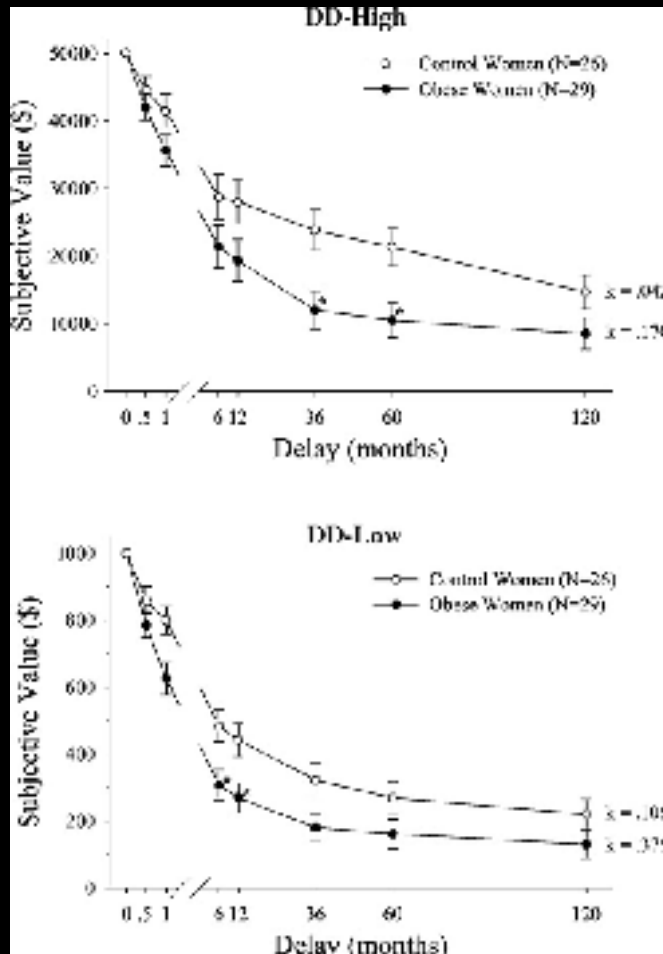 DD-High
Control Women (N=26)
Obese Women (N=29)
Subjective Value ($)
50000
40000
30000
20000
10000
0
0 .5 1 6 12 36 60 120
Delay (months)
DD-Low
Control Women (N=26)
Obese Women (N=29)
Subjective Value ($)
1000
800
600
400
200
0
0 .5 1 6 12 36 60 120
Delay (months)